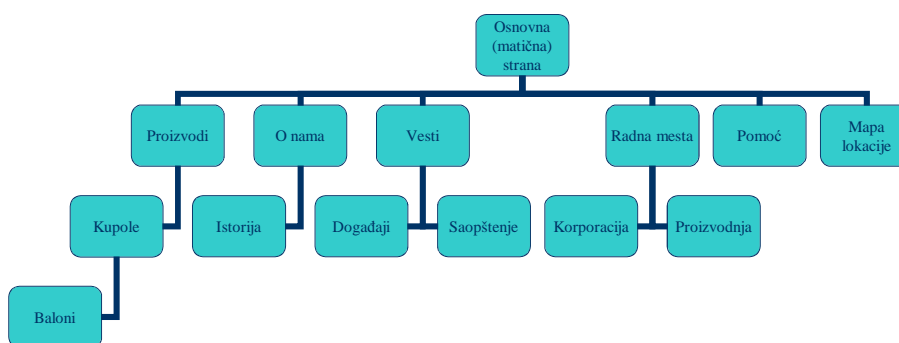 Osnovna
(matična)
strana
Proizvodi
O nama
Vesti
Radna mesta
Pomoć
Mapa
lokacije
Kupole
Istorija
Događaji
Saopštenje
Korporacija
Proizvodnja
Baloni